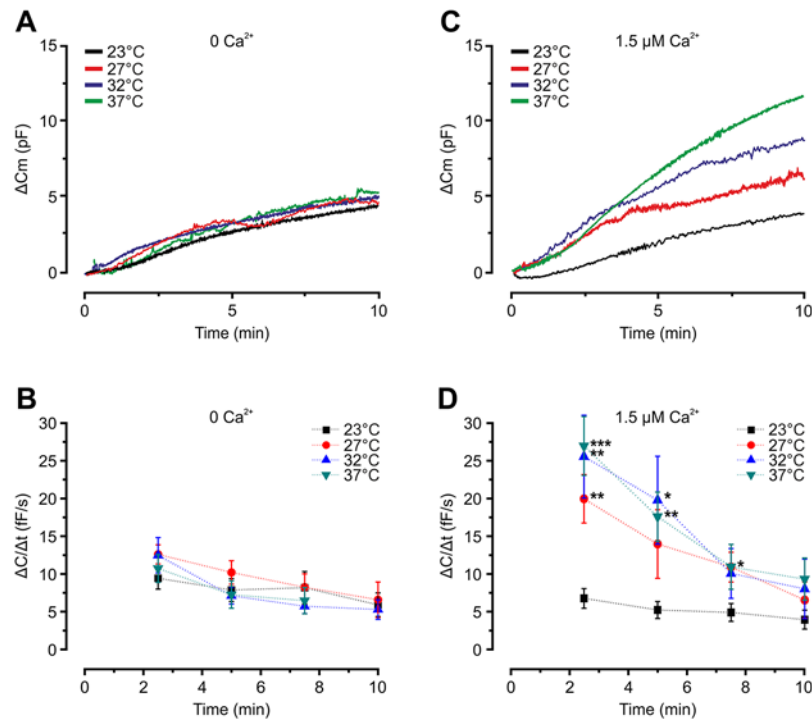 A
0 Ca²⁺
23°C
27°C
32°C
37°C
15
10
5
0
ΔCm (pF)
0
5
10
Time (min)
C
1.5 µM Ca²⁺
23°C
27°C
32°C
37°C
15
10
5
0
ΔCm (pF)
0
5
10
Time (min)
B
0 Ca²⁺
23°C
27°C
32°C
37°C
30
25
20
15
10
5
0
ΔC/Δt (fF/s)
0
2
4
6
8
10
Time (min)
D
1.5 µM Ca²⁺
23°C
27°C
32°C
37°C
30
25
20
15
10
5
0
ΔC/Δt (fF/s)
***
**
**
*
**
*
0
2
4
6
8
10
Time (min)